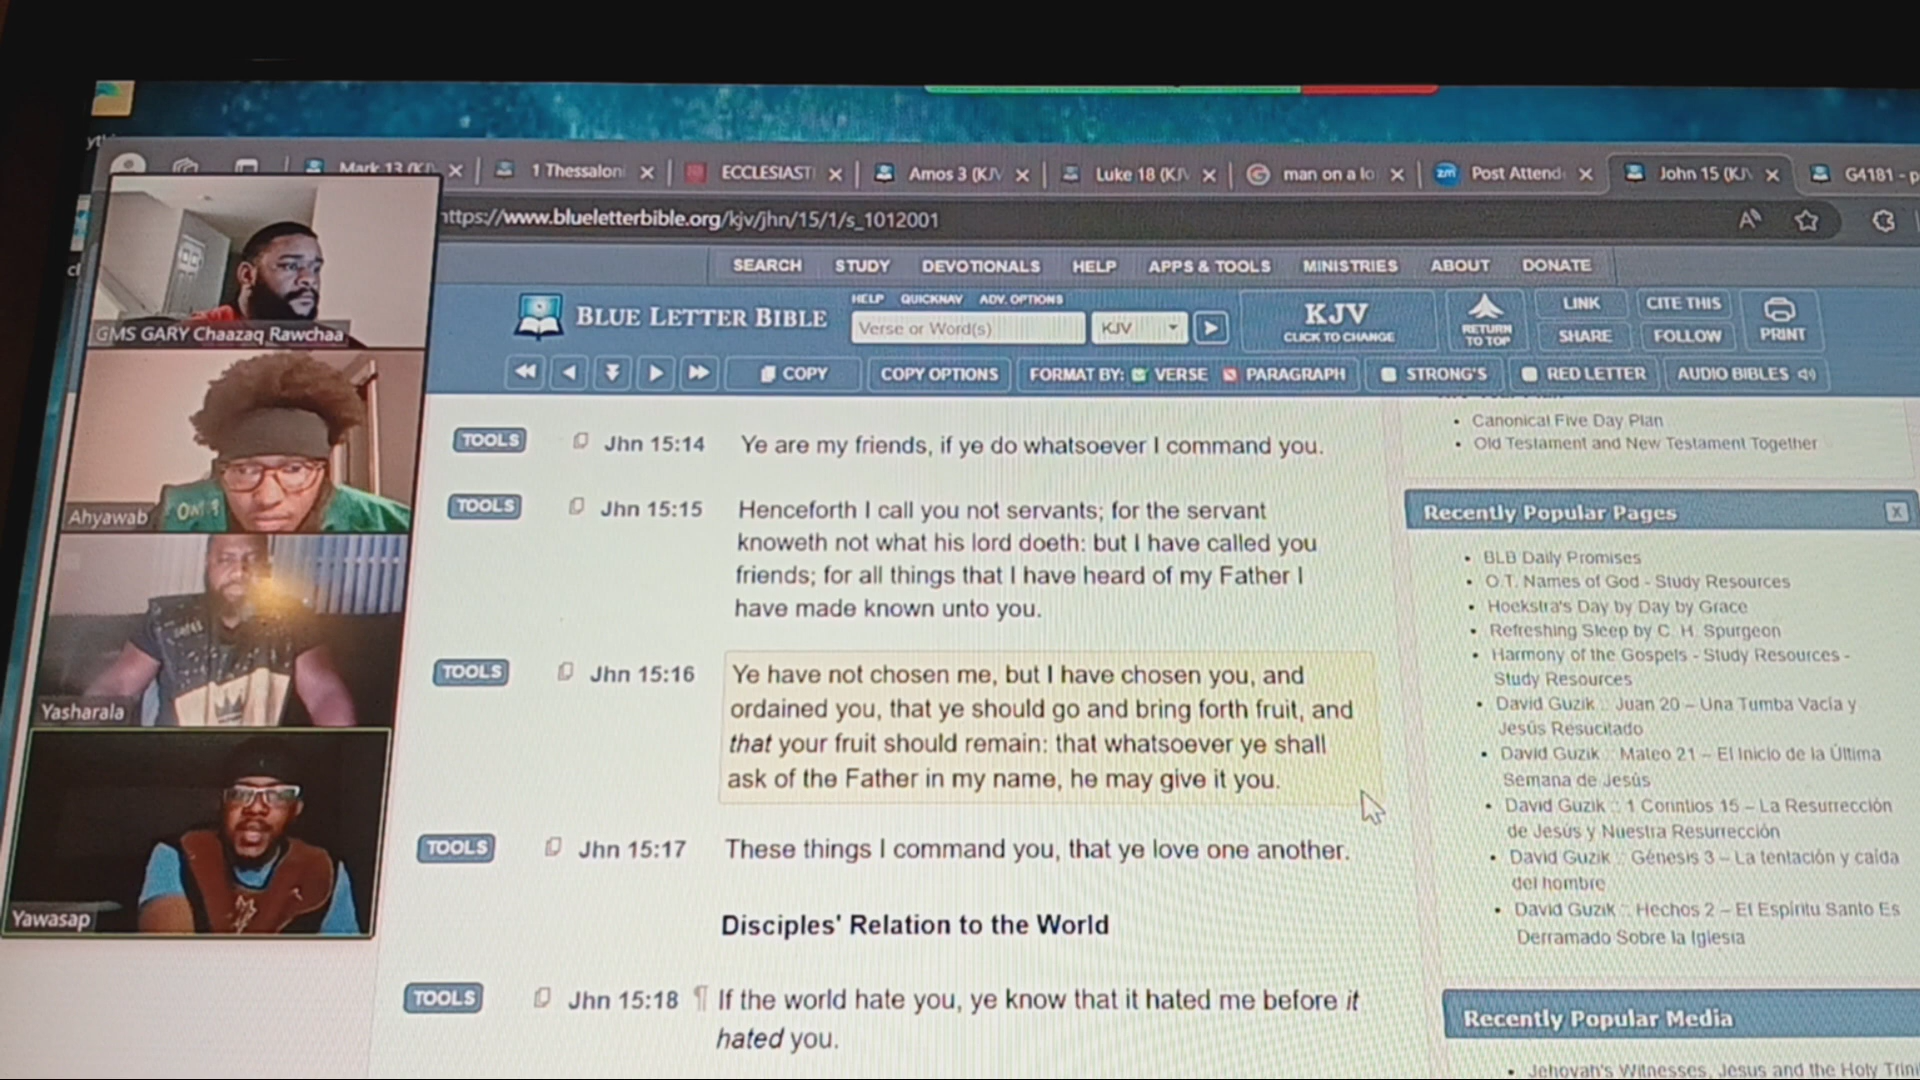 Mark 13 (KJ
1 Thessaloni
ECCLESIAST
Amos 3 (KJV
Luke 18 (KJV
man on a lo
Post Attend
John 15 (KJV
G4181 - p
ttps://www.blueletterbible.org/kjv/jhn/15/1/s_1012001
SEARCH STUDY DEVOTIONALS HELP APPS & TOOLS MINISTRIES ABOUT DONATE
BLUE LETTER BIBLE
HELP QUICKNAV ADV. OPTIONS
Verse or Word(s)
KJV
KJV
CLICK TO CHANGE
RETURN
TO TOP
LINK
CITE THIS
SHARE
FOLLOW
PRINT
COPY
COPY OPTIONS
FORMAT BY: VERSE PARAGRAPH
STRONG'S
RED LETTER
AUDIO BIBLES
GMS GARY Chaazaq Rawchaa
Ahyawab
Yasharala
Yawasap
TOOLS Jhn 15:14 Ye are my friends, if ye do whatsoever I command you.
TOOLS Jhn 15:15 Henceforth I call you not servants; for the servant
knoweth not what his lord doeth: but I have called you
friends; for all things that I have heard of my Father I
have made known unto you.
TOOLS Jhn 15:16 Ye have not chosen me, but I have chosen you, and
ordained you, that ye should go and bring forth fruit, and
that your fruit should remain: that whatsoever ye shall
ask of the Father in my name, he may give it you.
TOOLS Jhn 15:17 These things I command you, that ye love one another.
Disciples' Relation to the World
TOOLS Jhn 15:18 ¶ If the world hate you, ye know that it hated me before it
hated you.
Canonical Five Day Plan
Old Testament and New Testament Together
Recently Popular Pages
BLB Daily Promises
O.T. Names of God - Study Resources
Hoekstra's Day by Day by Grace
Refreshing Sleep by C. H. Spurgeon
Harmony of the Gospels - Study Resources -
Study Resources
David Guzik :: Juan 20 – Una Tumba Vacía y
Jesús Resucitado
David Guzik :: Mateo 21 – El Inicio de la Última
Semana de Jesús
David Guzik :: 1 Corintios 15 – La Resurrección
de Jesús y Nuestra Resurrección
David Guzik :: Génesis 3 – La tentación y caída
del hombre
David Guzik :: Hechos 2 – El Espíritu Santo Es
Derramado Sobre la Iglesia
Recently Popular Media
Jehovah's Witnesses, Jesus and the Holy Trini